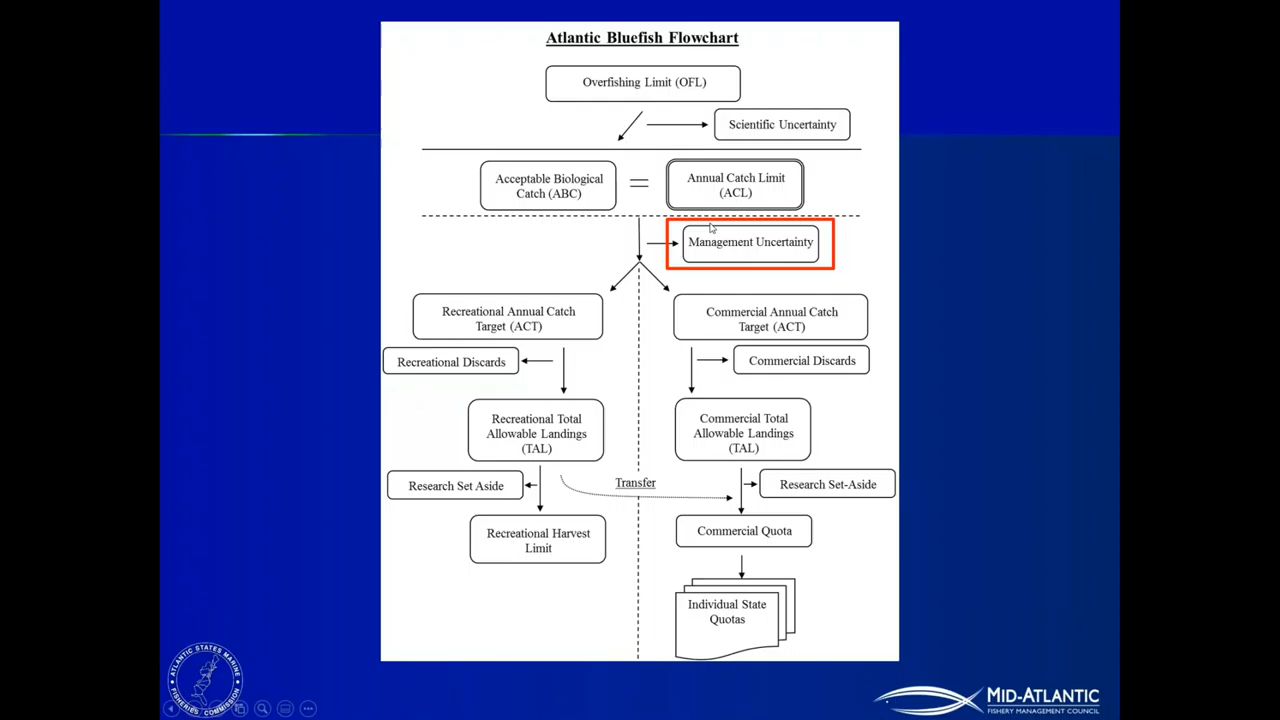 Atlantic Bluefish Flowchart
Overfishing Limit (OFL)
Scientific Uncertainty
Acceptable Biological
Catch (ABC)
=
Annual Catch Limit
(ACL)
Management Uncertainty
Recreational Annual Catch
Target (ACT)
Commercial Annual Catch
Target (ACT)
Recreational Discards
Commercial Discards
Recreational Total
Allowable Landings
(TAL)
Commercial Total
Allowable Landings
(TAL)
Research Set Aside
Transfer
Research Set-Aside
Recreational Harvest
Limit
Commercial Quota
Individual State
Quotas
ATLANTIC STATES MARINE
FISHERIES COMMISSION
MID-ATLANTIC
FISHERY MANAGEMENT COUNCIL